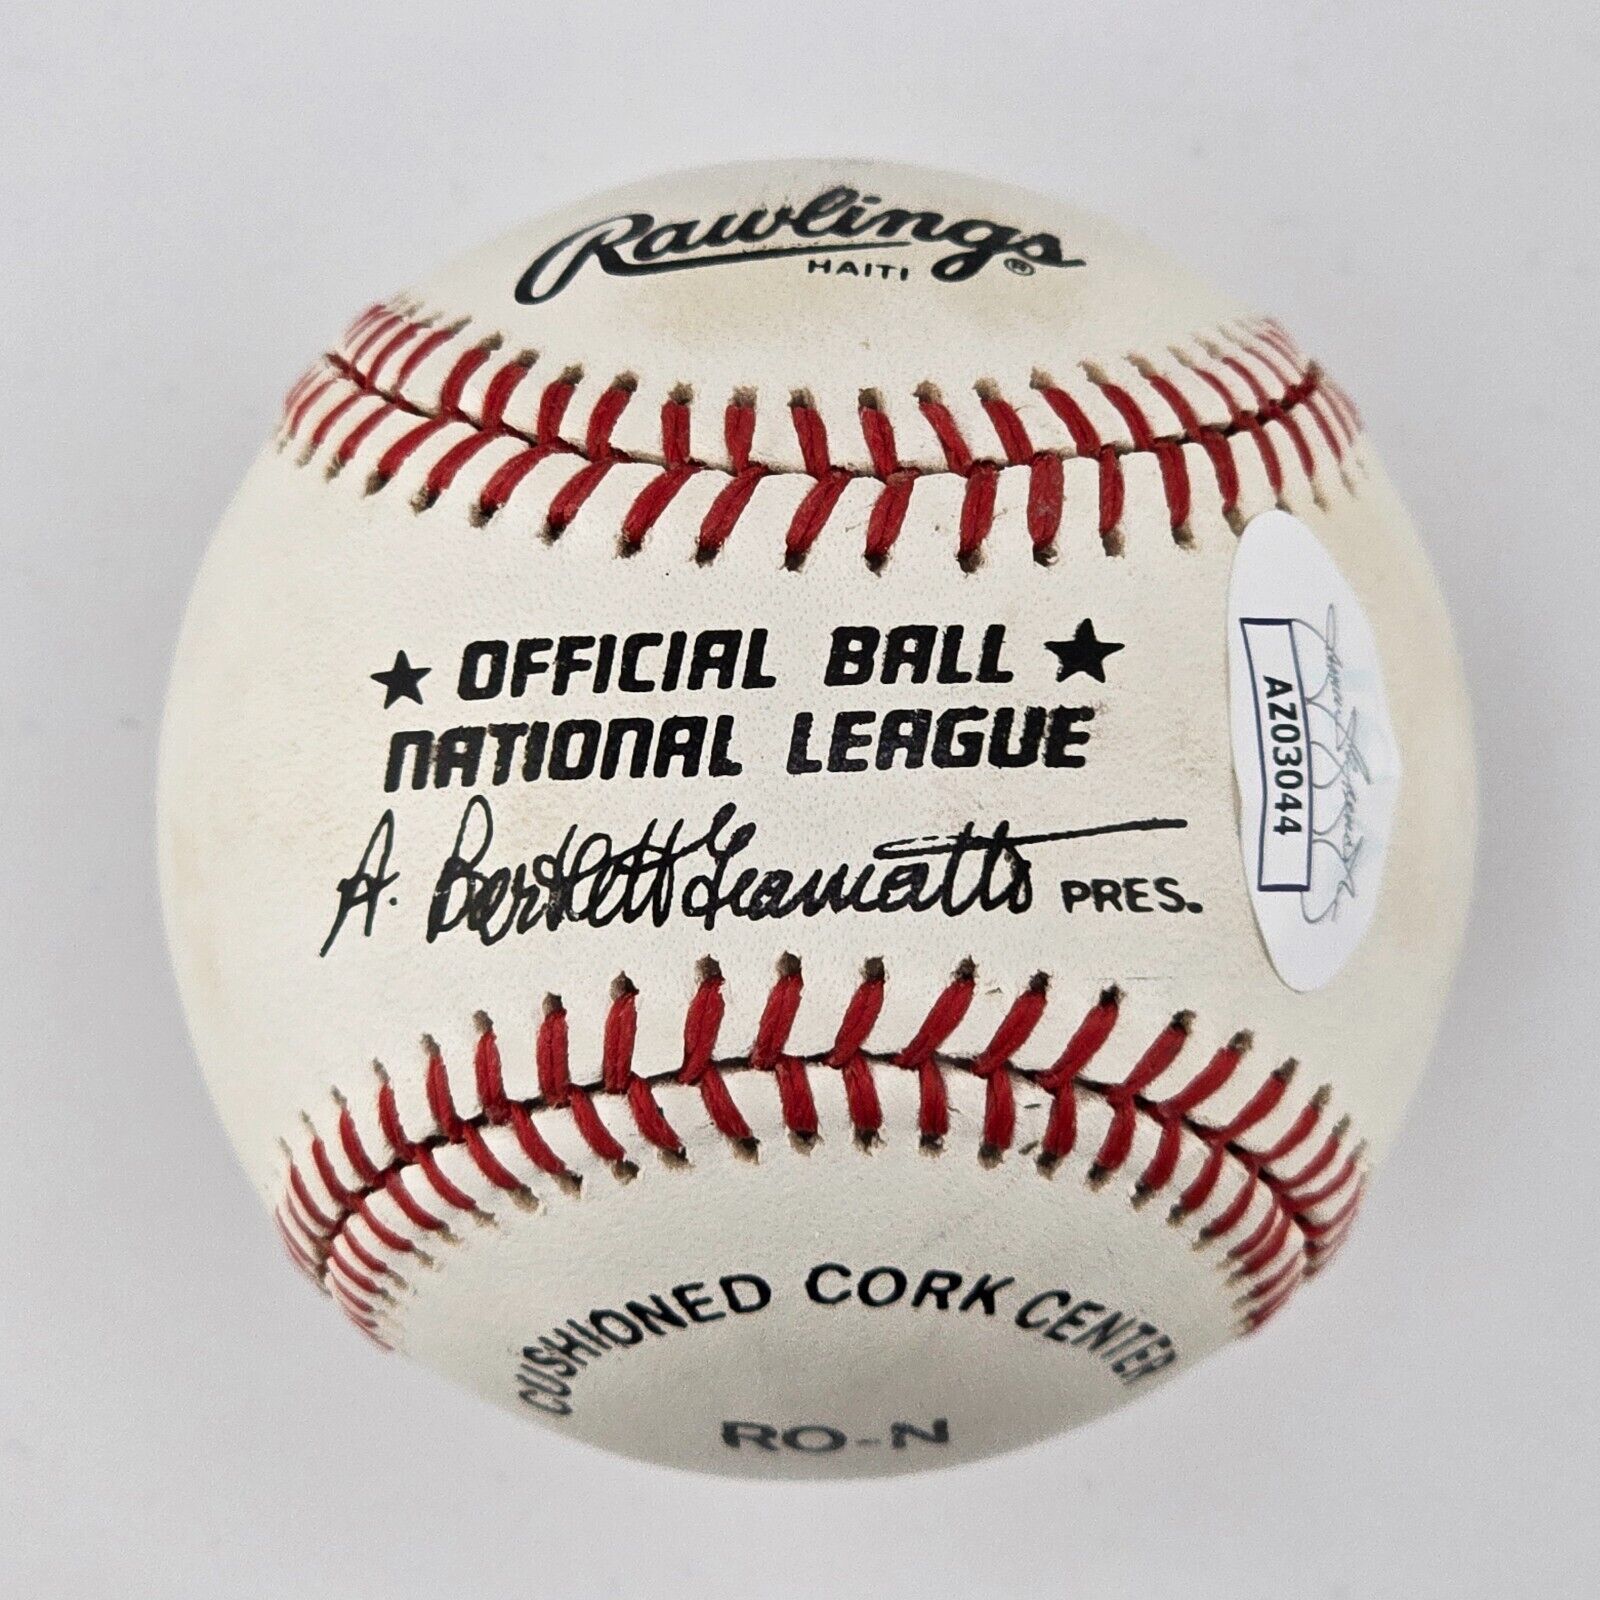 Rawlings ®
HAITI
★ OFFICIAL BALL ★
NATIONAL LEAGUE
A. Bartlett Giamatti PRES.
AZ03044
CUSHIONED CORK CENTER
RO-N